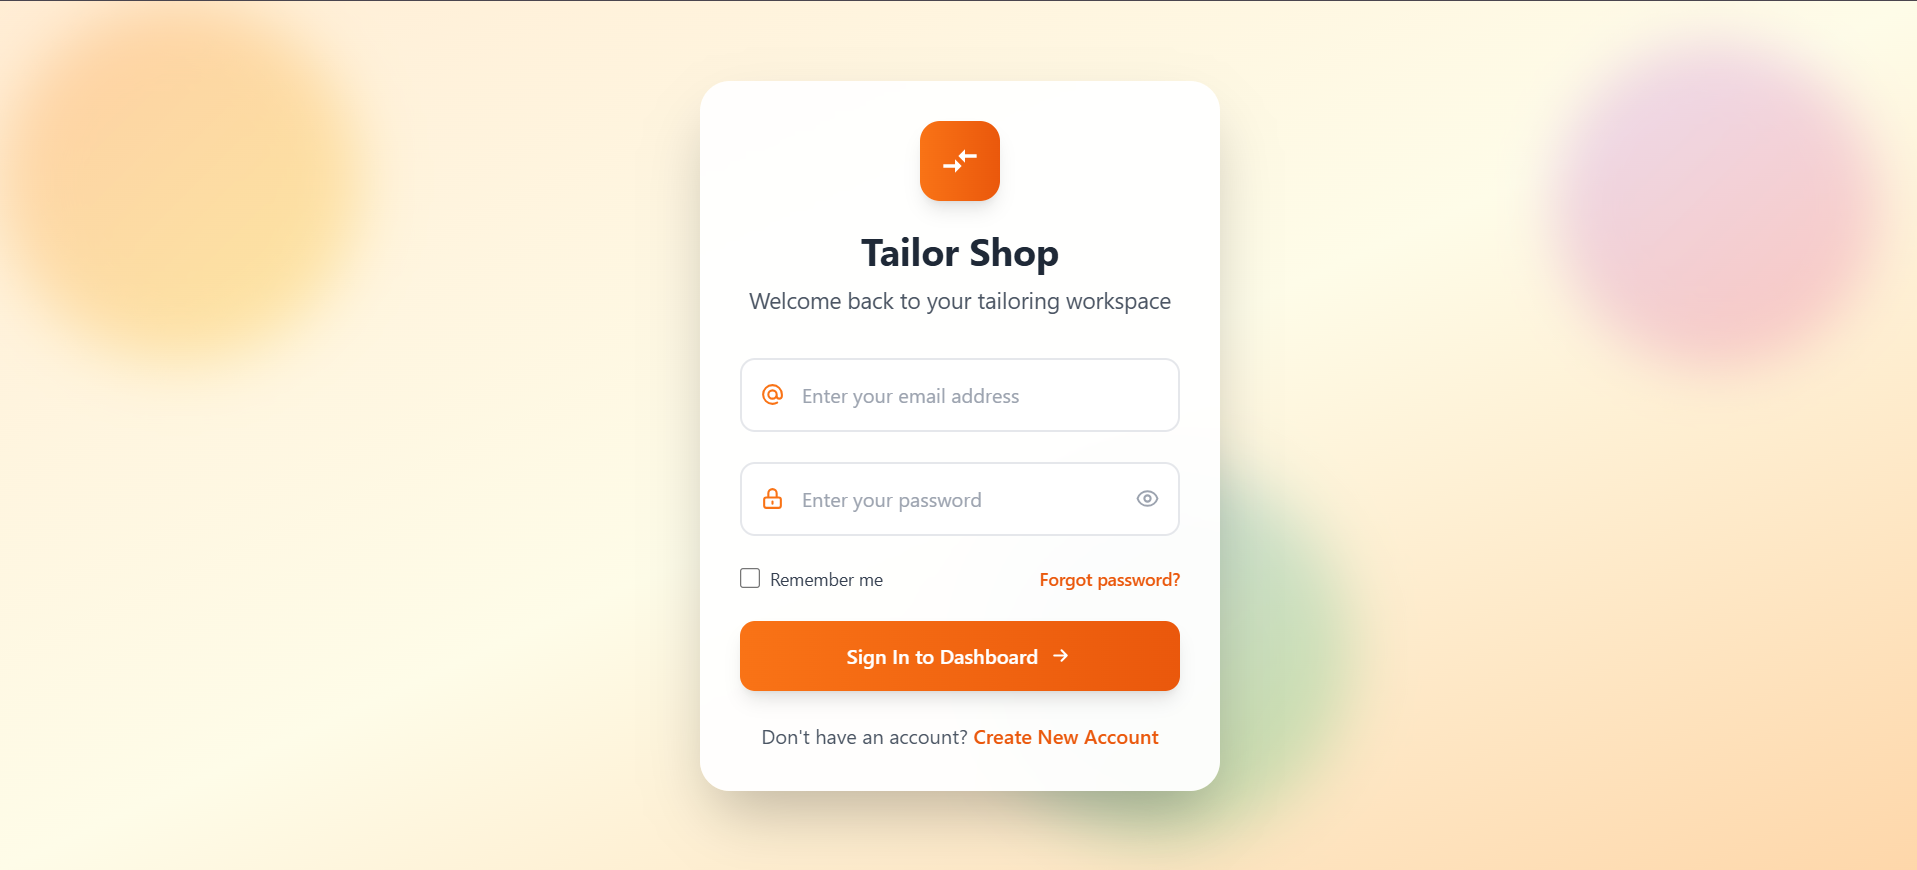 Tailor Shop
Welcome back to your tailoring workspace
Enter your email address
Enter your password
Remember me
Forgot password?
Sign In to Dashboard →
Don't have an account? Create New Account